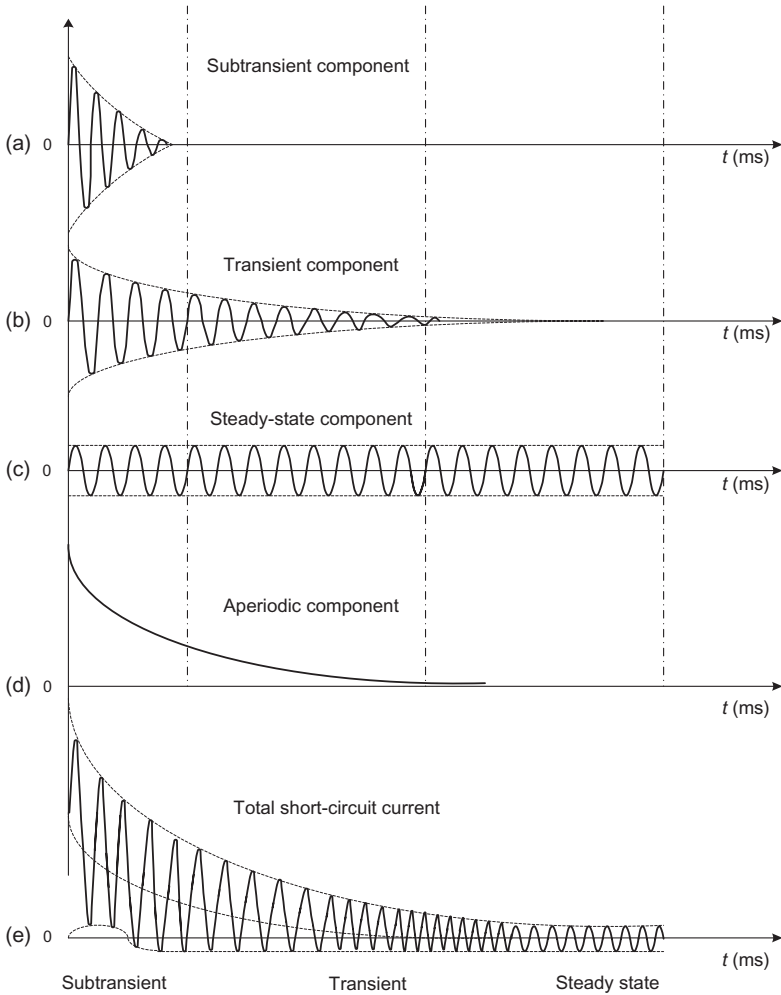 Subtransient component
(a) 0
t (ms)
Transient component
(b) 0
t (ms)
Steady-state component
(c) 0
t (ms)
Aperiodic component
(d) 0
t (ms)
Total short-circuit current
(e) 0
t (ms)
Subtransient Transient Steady state